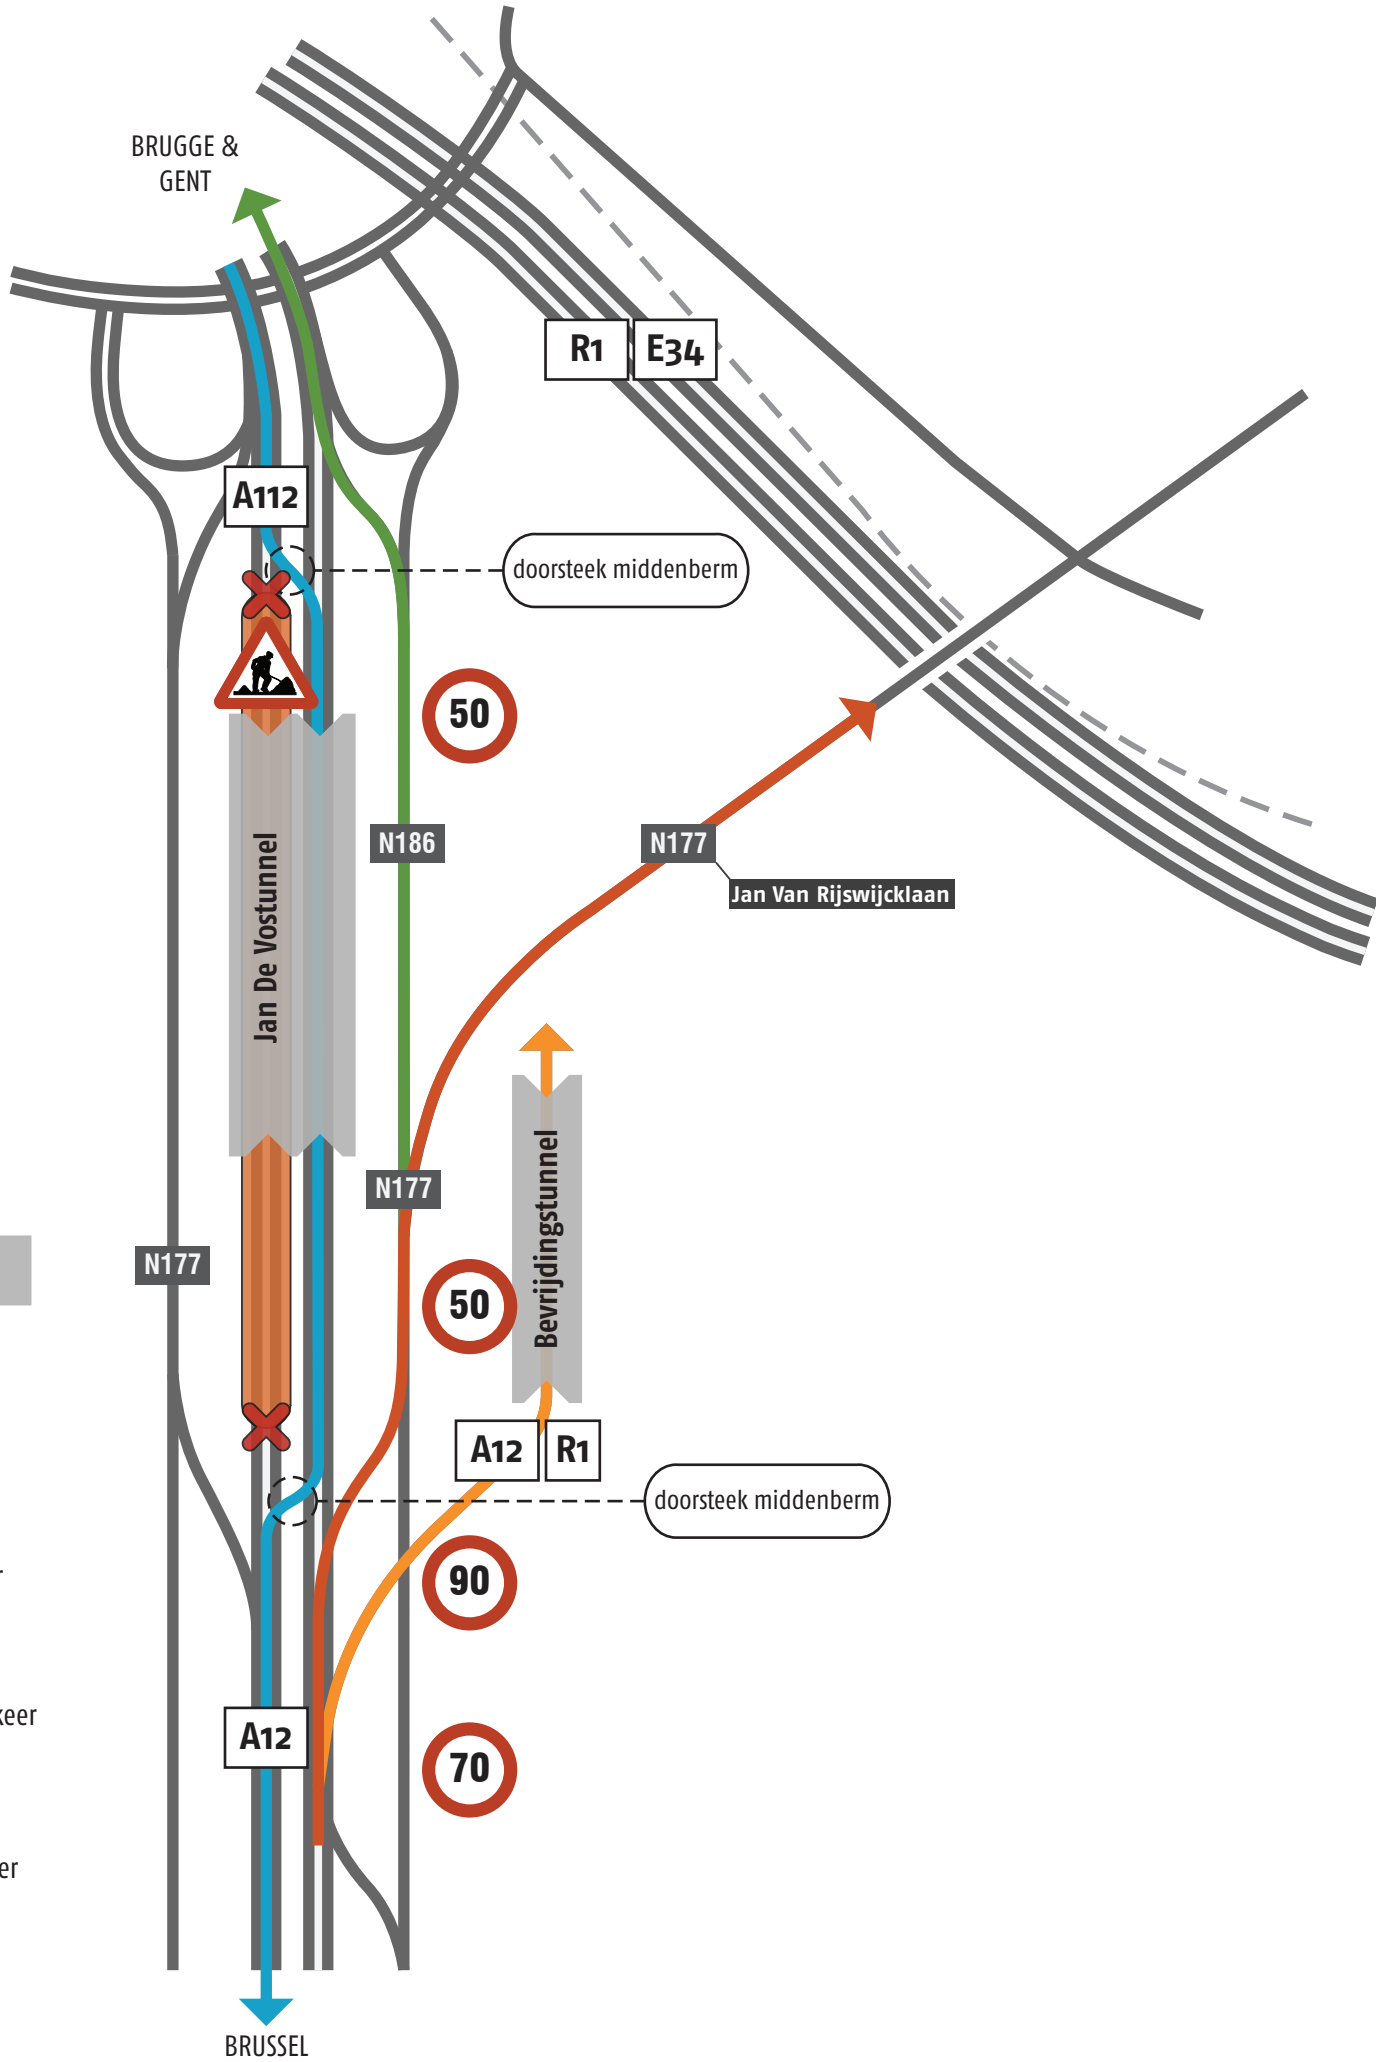 BRUGGE &
GENT
R1
E34
A112
doorsteek middenberm
50
N186
N177
Jan Van Rijswijcklaan
Jan De Vostunnel
Bevrijdingstunnel
N177
N177
50
A12
R1
doorsteek middenberm
90
A12
70
BRUSSEL